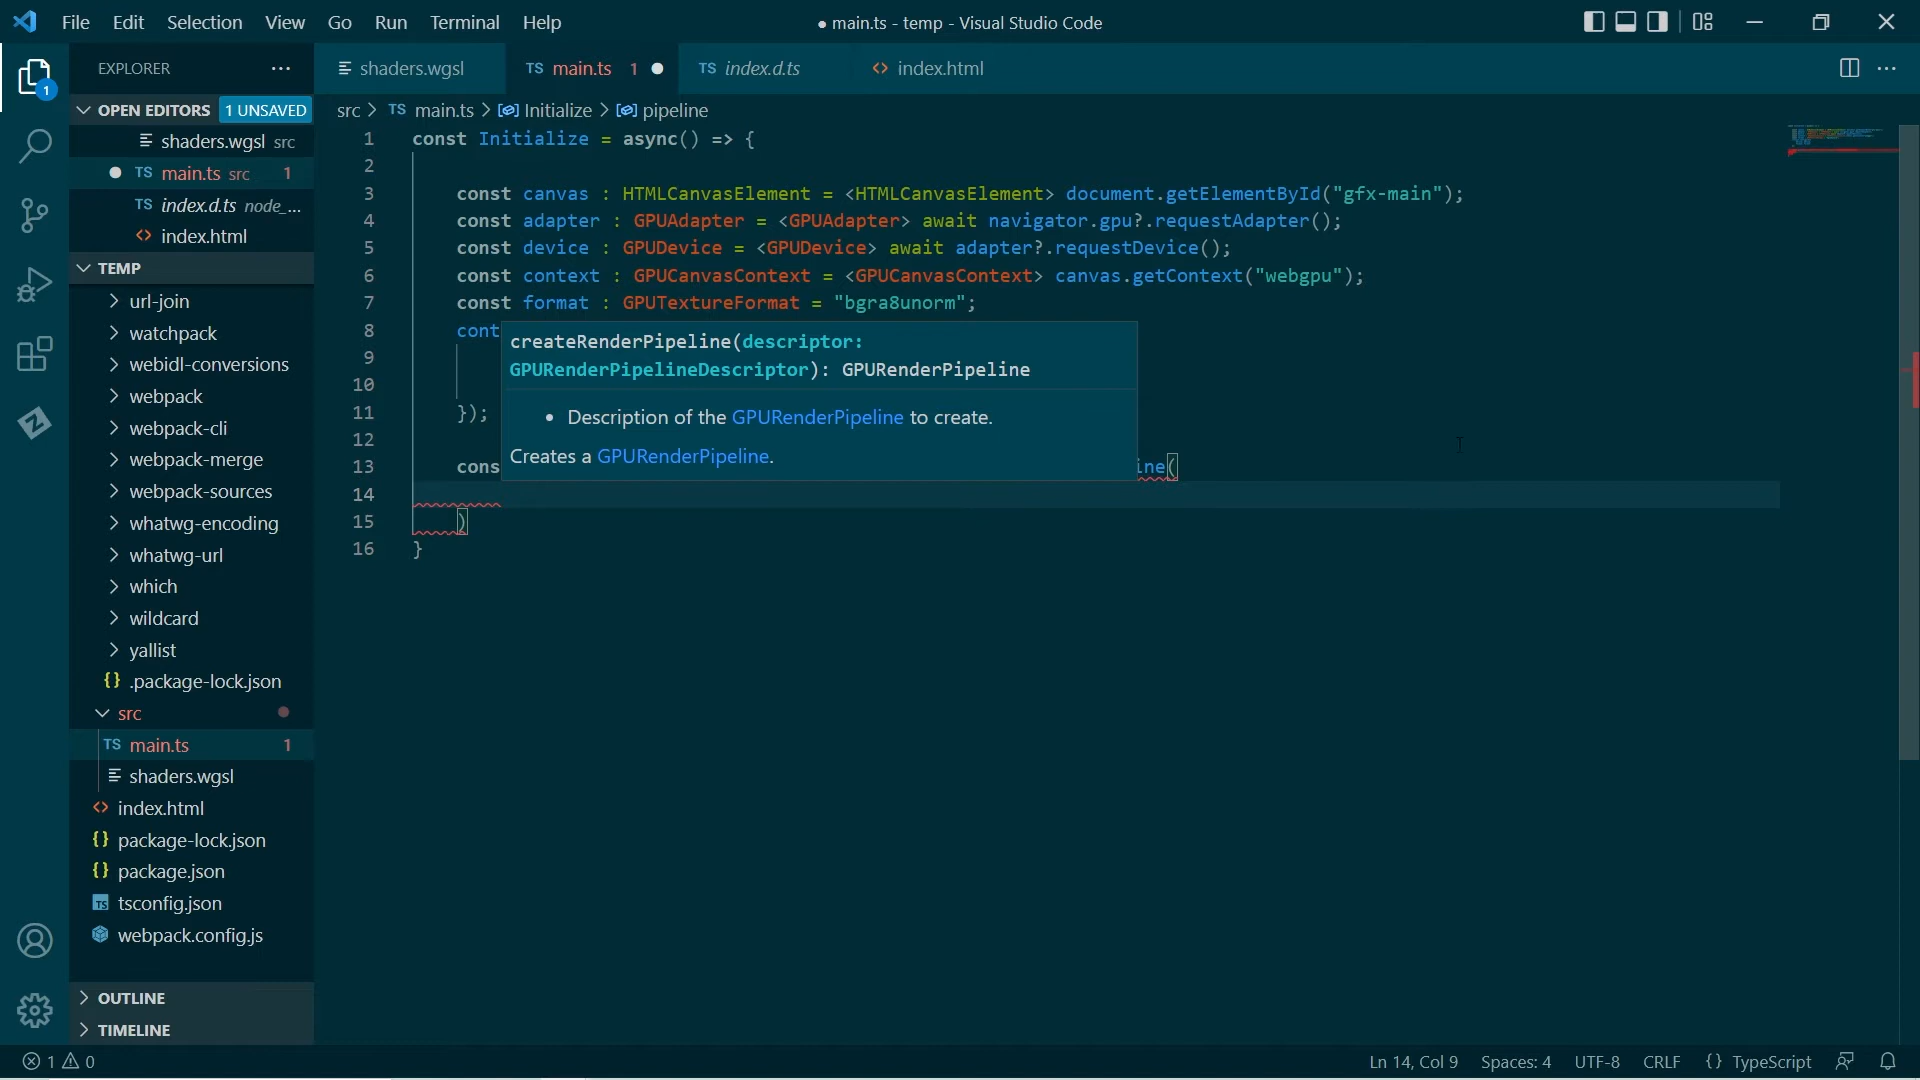 File Edit Selection View Go Run Terminal Help
● main.ts - temp - Visual Studio Code
EXPLORER
OPEN EDITORS 1 UNSAVED
shaders.wgsl src
TS main.ts src 1
TS index.d.ts node_...
index.html
TEMP
url-join
watchpack
webidl-conversions
webpack
webpack-cli
webpack-merge
webpack-sources
whatwg-encoding
whatwg-url
which
wildcard
yallist
{} .package-lock.json
src
TS main.ts 1
shaders.wgsl
index.html
{} package-lock.json
{} package.json
TS tsconfig.json
webpack.config.js
OUTLINE
TIMELINE
1
shaders.wgsl
TS main.ts 1
TS index.d.ts
index.html
src > TS main.ts > Initialize > pipeline
1 const Initialize = async() => {
2
3 const canvas : HTMLCanvasElement = <HTMLCanvasElement> document.getElementById("gfx-main");
4 const adapter : GPUAdapter = <GPUAdapter> await navigator.gpu?.requestAdapter();
5 const device : GPUDevice = <GPUDevice> await adapter?.requestDevice();
6 const context : GPUCanvasContext = <GPUCanvasContext> canvas.getContext("webgpu");
7 const format : GPUTextureFormat = "bgra8unorm";
8 cont
9
10
11 });
12
13 cons ine(
14
15 )
16 }
createRenderPipeline(descriptor:
GPURenderPipelineDescriptor): GPURenderPipeline
• Description of the GPURenderPipeline to create.
Creates a GPURenderPipeline.
1 0
Ln 14, Col 9 Spaces: 4 UTF-8 CRLF {} TypeScript